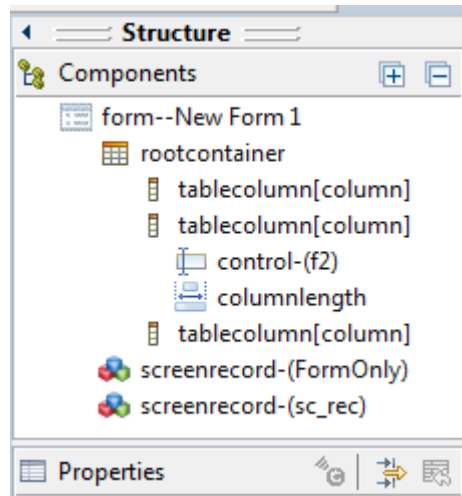 Structure
Components
form--New Form 1
rootcontainer
tablecolumn[column]
tablecolumn[column]
control-(f2)
columnlength
tablecolumn[column]
screenrecord-(FormOnly)
screenrecord-(sc_rec)
Properties